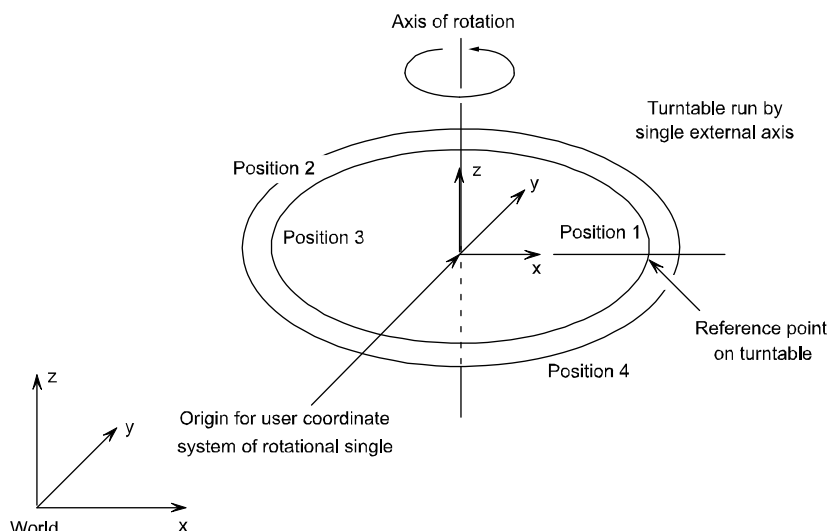 Axis of rotation
Turntable run by
single external axis
Position 2
z
y
Position 3
Position 1
x
Reference point
on turntable
Position 4
z
y
Origin for user coordinate
system of rotational single
World
x